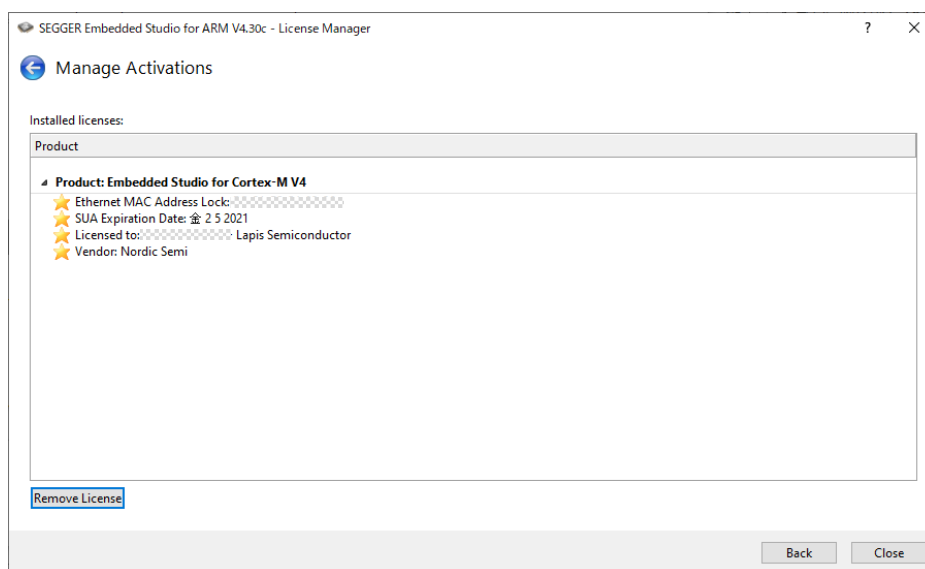 SEGGER Embedded Studio for ARM V4.30c - License Manager
?
Manage Activations
Installed licenses:
Product
Product: Embedded Studio for Cortex-M V4
Ethernet MAC Address Lock:
SUA Expiration Date: 金 2 5 2021
Licensed to: Lapis Semiconductor
Vendor: Nordic Semi
Remove License
Back Close